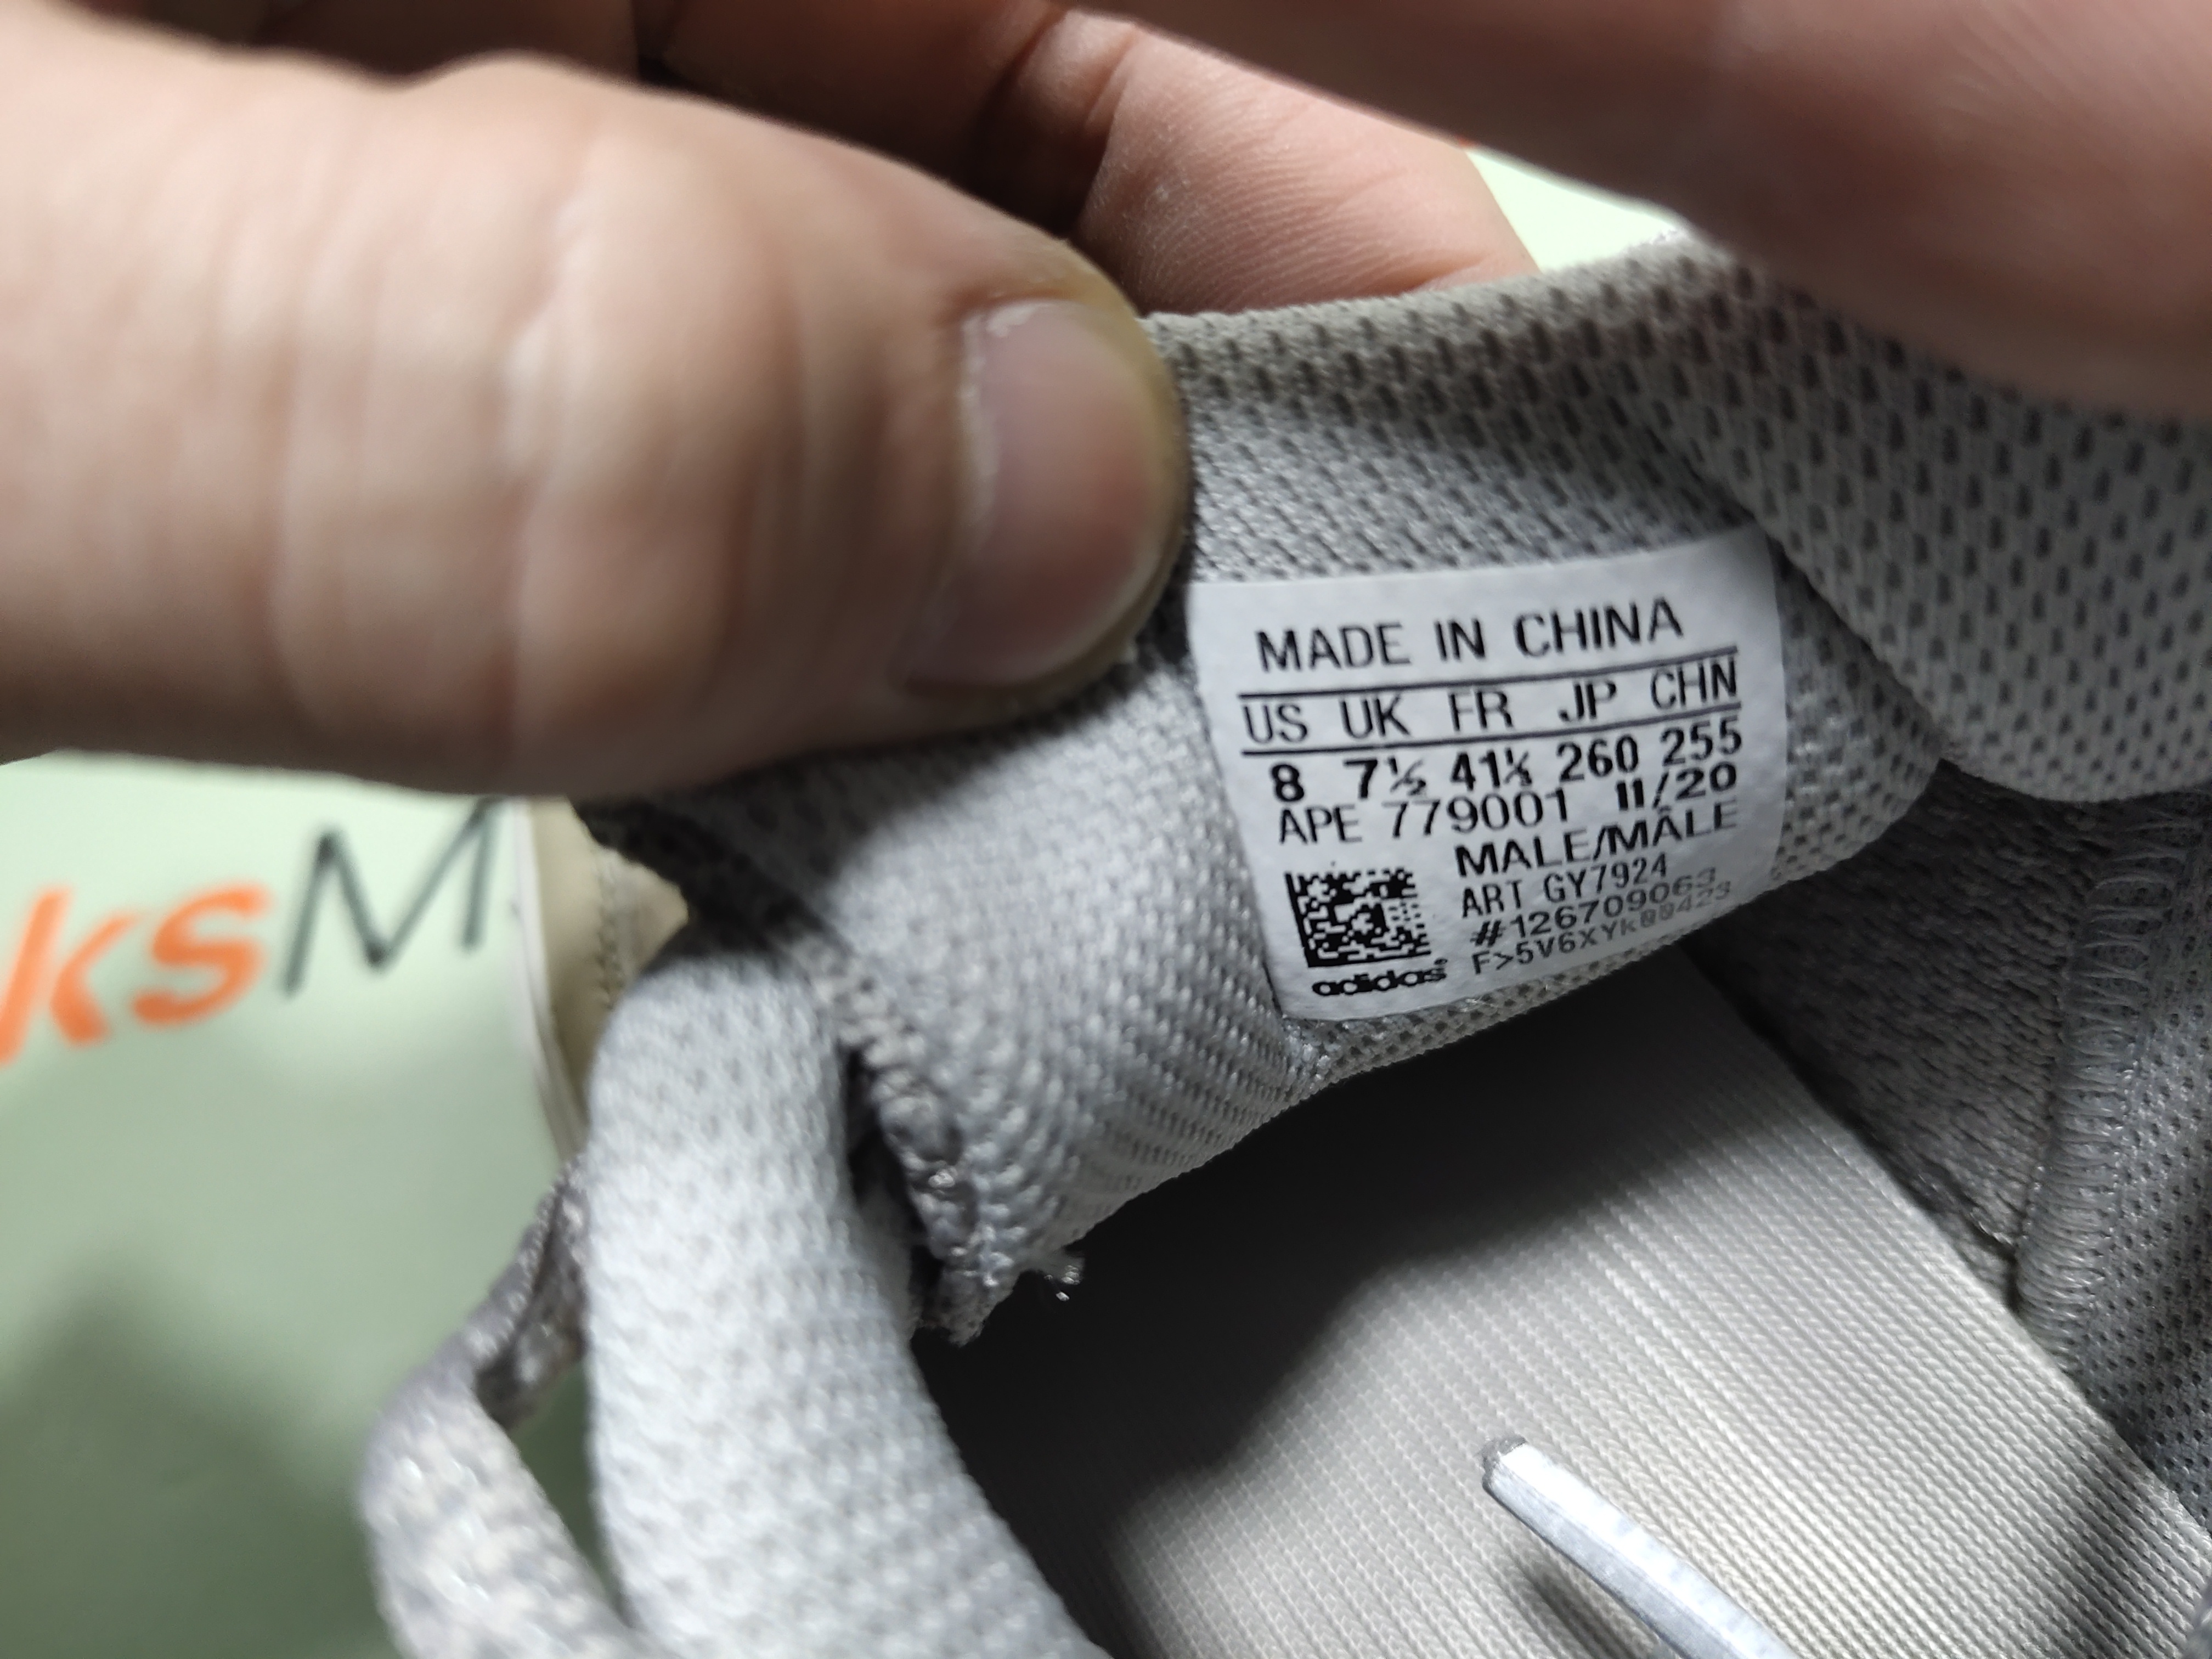 MADE IN CHINA
US UK FR JP CHN
8 7½ 41⅓ 260 255
APE 779001 11/20
MALE/MÂLE
ART GY7924
#126709063
adidas
ksM